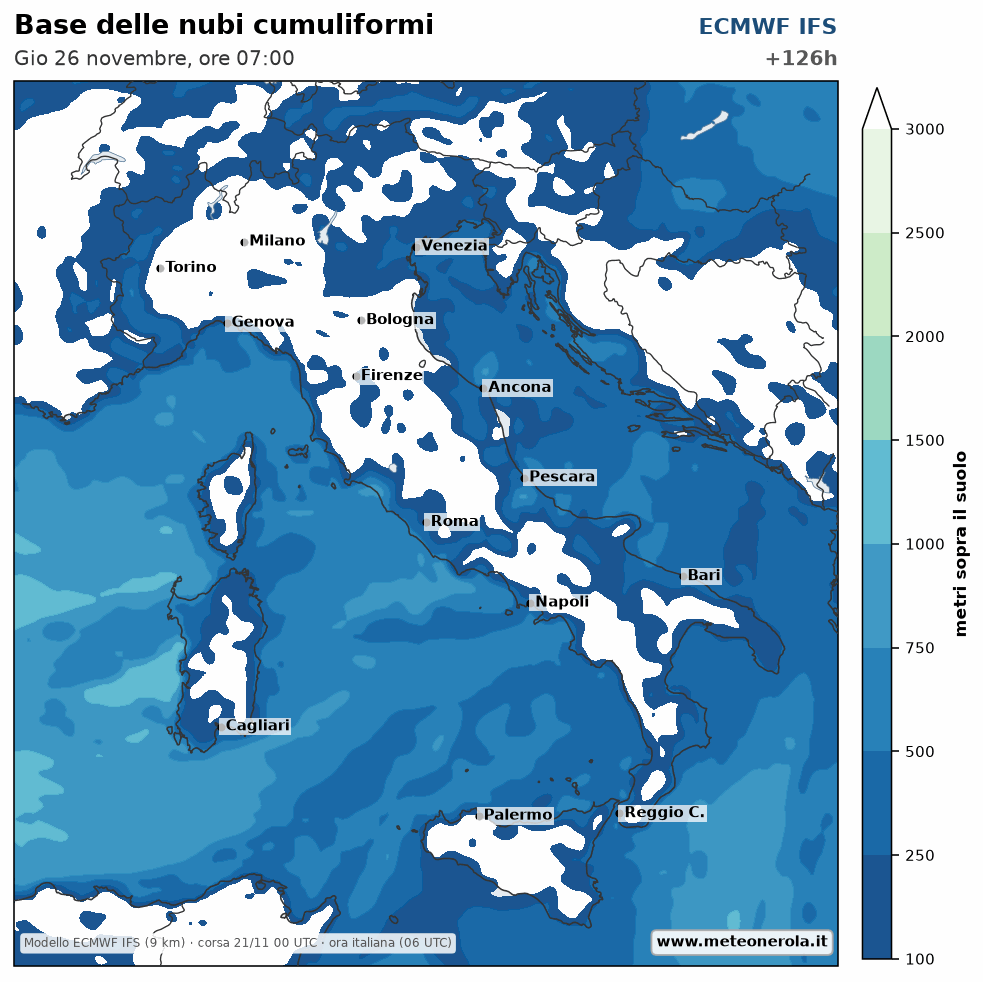 Base delle nubi cumuliformi
ECMWF IFS
Gio 26 novembre, ore 07:00
+126h
Milano
Venezia
Torino
Genova
Bologna
Firenze
Ancona
Pescara
Roma
Bari
Napoli
Cagliari
Palermo
Reggio C.
3000
2500
2000
1500
1000
750
500
250
100
metri sopra il suolo
Modello ECMWF IFS (9 km) · corsa 21/11 00 UTC · ora italiana (06 UTC)
www.meteonerola.it